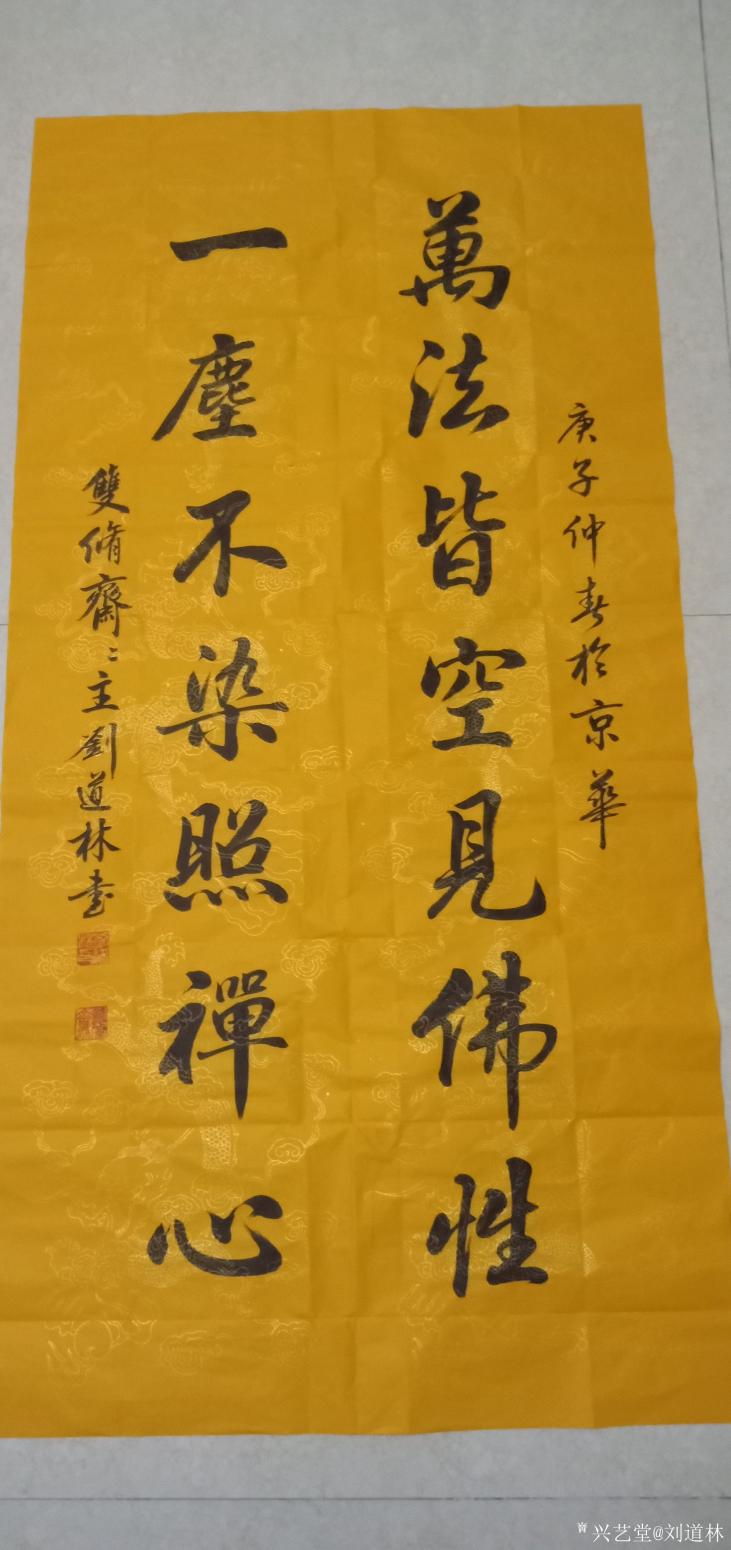 庚子仲春於京華
萬法皆空見佛性
一塵不染照禪心
雙脩齋〻主劉道林書
兴艺堂@刘道林